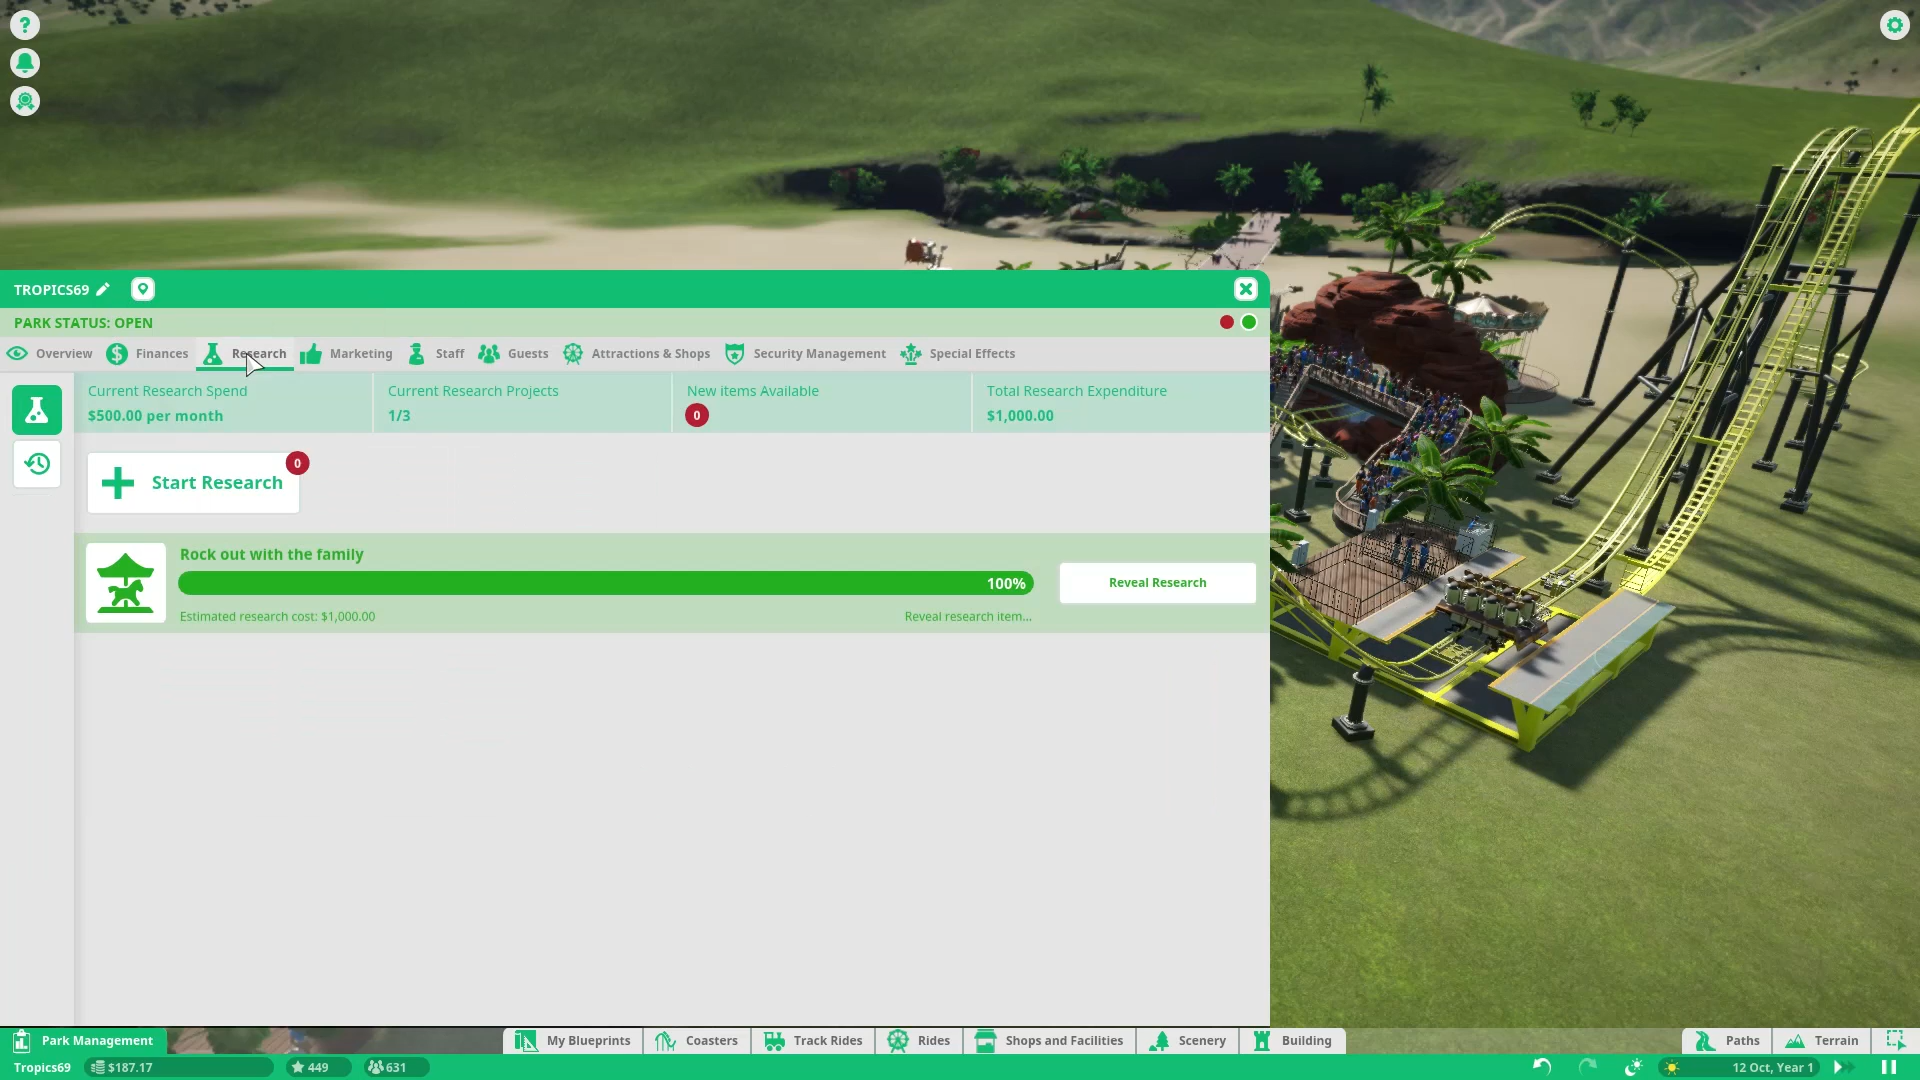 TROPICS69
PARK STATUS: OPEN
Overview Finances Research Marketing Staff Guests Attractions & Shops Security Management Special Effects
Current Research Spend Current Research Projects New items Available Total Research Expenditure
$500.00 per month 1/3 0 $1,000.00
0
Start Research
Rock out with the family
100%
Reveal Research
Estimated research cost: $1,000.00 Reveal research item...
Park Management My Blueprints Coasters Track Rides Rides Shops and Facilities Scenery Building Paths Terrain
Tropics69 $187.17 449 631 12 Oct, Year 1